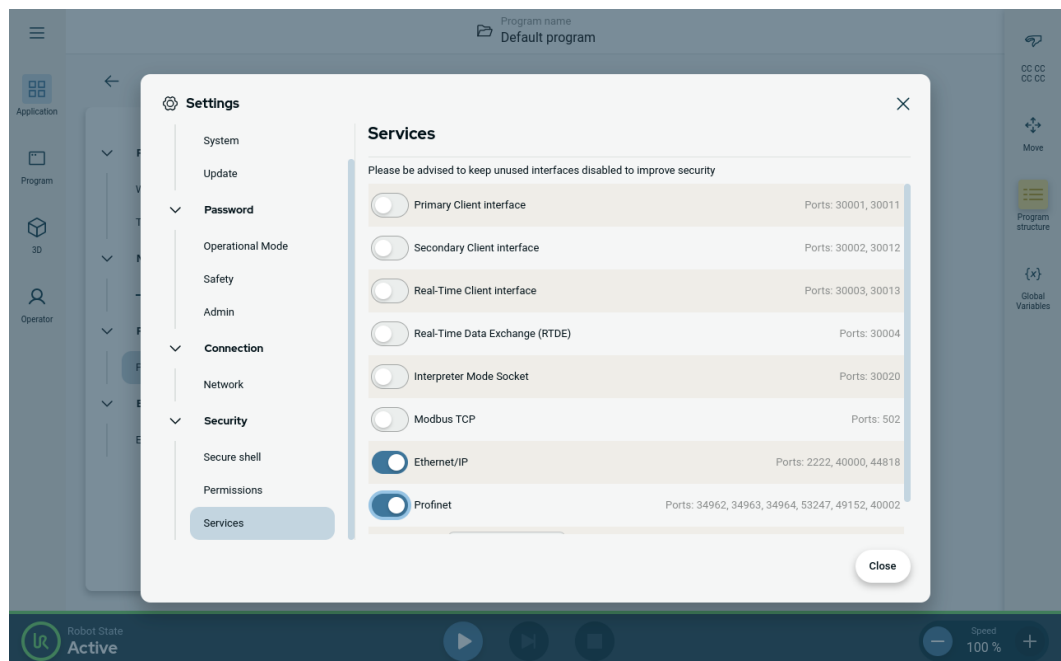 Program name
Default program
Application
Program
3D
Operator
Settings
System
Update
Password
Operational Mode
Safety
Admin
Connection
Network
Security
Secure shell
Permissions
Services
Services
Please be advised to keep unused interfaces disabled to improve security
Primary Client interface Ports: 30001, 30011
Secondary Client interface Ports: 30002, 30012
Real-Time Client interface Ports: 30003, 30013
Real-Time Data Exchange (RTDE) Ports: 30004
Interpreter Mode Socket Ports: 30020
Modbus TCP Ports: 502
Ethernet/IP Ports: 2222, 40000, 44818
Profinet Ports: 34962, 34963, 34964, 53247, 49152, 40002
Close
CC CC
CC CC
Move
Program
structure
{x}
Global
Variables
UR
Robot State
Active
Speed
100 %